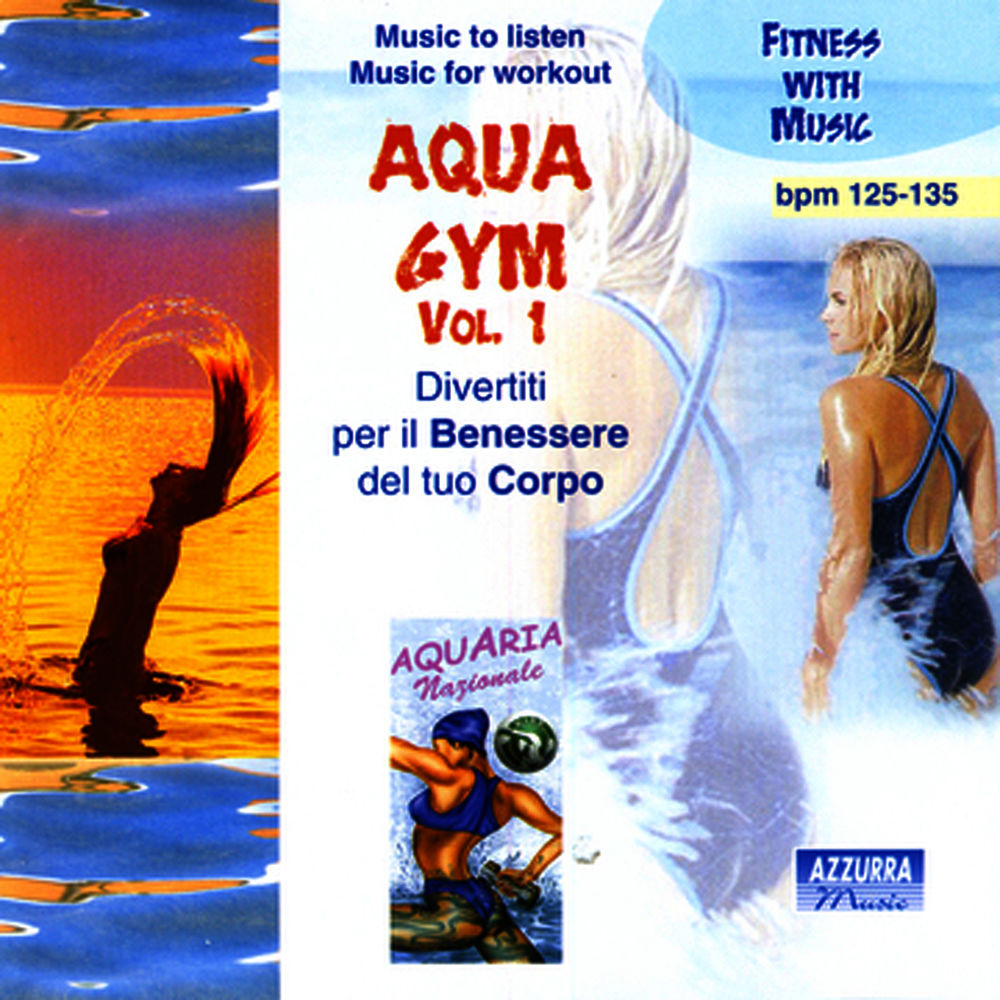 Music to listen
Music for workout
AQUA
GYM
VOL. 1
Divertiti
per il Benessere
del tuo Corpo
FITNESS
WITH
MUSIC
bpm 125-135
AQUARIA
Nazionale
AZZURRA
Music